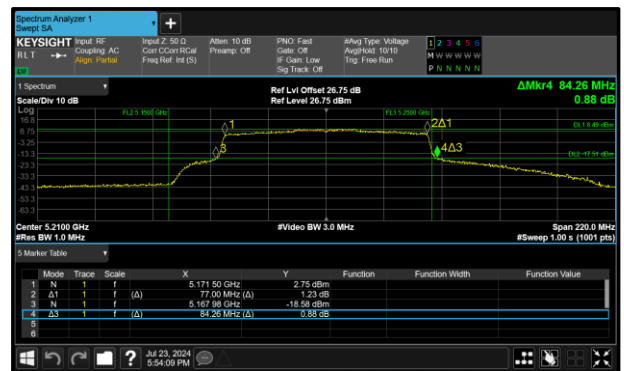 Spectrum Analyzer 1
Swept SA
KEYSIGHT Input: RF Input Z: 50 Ω Atten: 10 dB PNO: Fast #Avg Type: Voltage 1 2 3 4 5 6
RLT Coupling: AC Corr CCorr RCal Preamp: Off Gate: Off Avg|Hold: 10/10 M W W W W W
Align: Partial Freq Ref: Int (S) IF Gain: Low Trig: Free Run
Sig Track: Off P N N N N N
1 Spectrum Ref Lvl Offset 26.75 dB ΔMkr4 84.26 MHz
Scale/Div 10 dB Ref Level 26.75 dBm 0.88 dB
Log FL2 5.1500 GHz FL3 5.2500 GHz
16.8
1 2Δ1 DL1 8.49 dBm
6.75
-3.25
3 4Δ3
-13.3 DL2 -17.51 dBm
-23.3
-33.3
-43.3
-53.3
-63.3
Center 5.2100 GHz #Video BW 3.0 MHz Span 220.0 MHz
#Res BW 1.0 MHz #Sweep 1.00 s (1001 pts)
5 Marker Table
Mode Trace Scale X Y Function Function Width Function Value
1 N 1 f 5.171 50 GHz 2.75 dBm
2 Δ1 1 f (Δ) 77.00 MHz (Δ) 1.23 dB
3 N 1 f 5.167 98 GHz -18.58 dBm
4 Δ3 1 f (Δ) 84.26 MHz (Δ) 0.88 dB
5
6
? Jul 23, 2024
5:54:09 PM